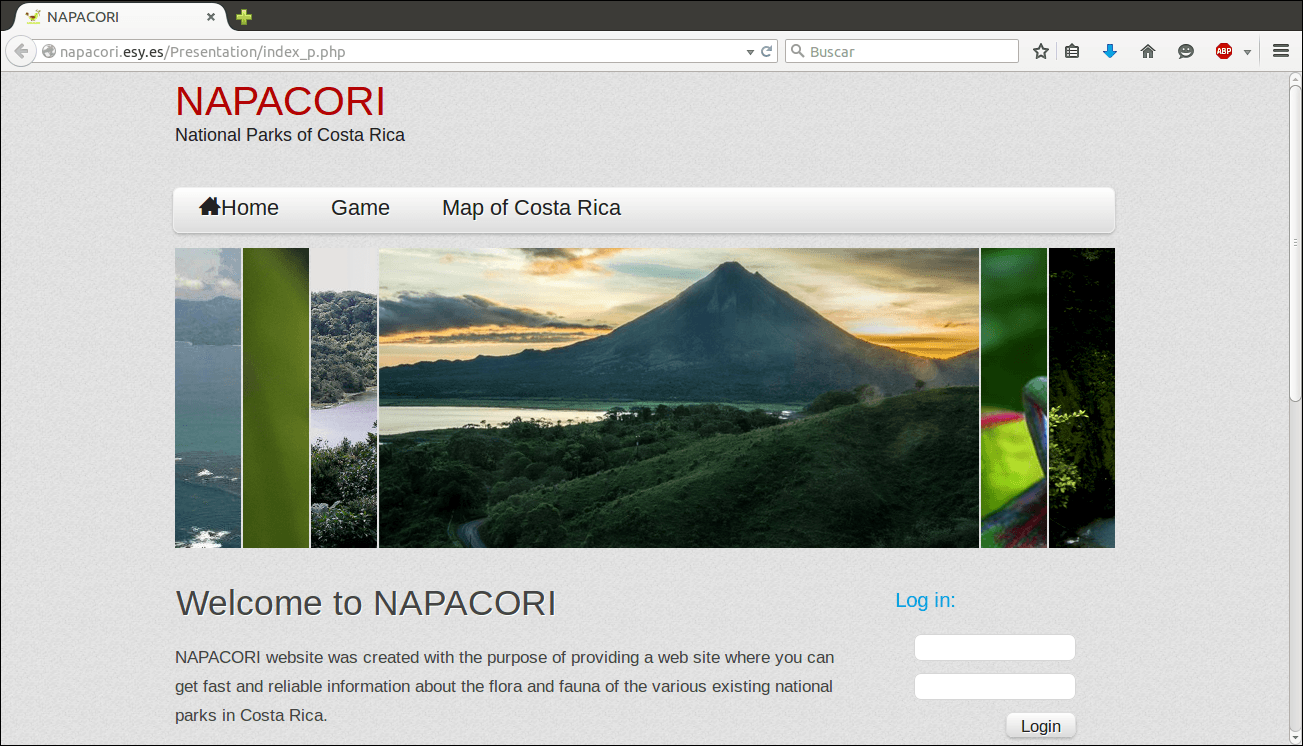 NAPACORI
napacori.esy.es/Presentation/index_p.php
Buscar
ABP
NAPACORI
National Parks of Costa Rica
Home Game Map of Costa Rica
Welcome to NAPACORI
NAPACORI website was created with the purpose of providing a web site where you can
get fast and reliable information about the flora and fauna of the various existing national
parks in Costa Rica.
Log in:
Login